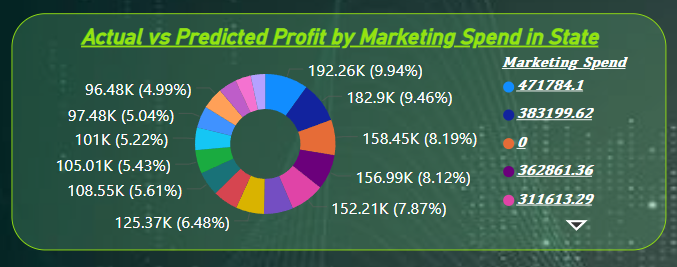 Actual vs Predicted Profit by Marketing Spend in State
192.26K (9.94%)
182.9K (9.46%)
158.45K (8.19%)
156.99K (8.12%)
152.21K (7.87%)
125.37K (6.48%)
108.55K (5.61%)
105.01K (5.43%)
101K (5.22%)
97.48K (5.04%)
96.48K (4.99%)
Marketing Spend
471784.1
383199.62
0
362861.36
311613.29